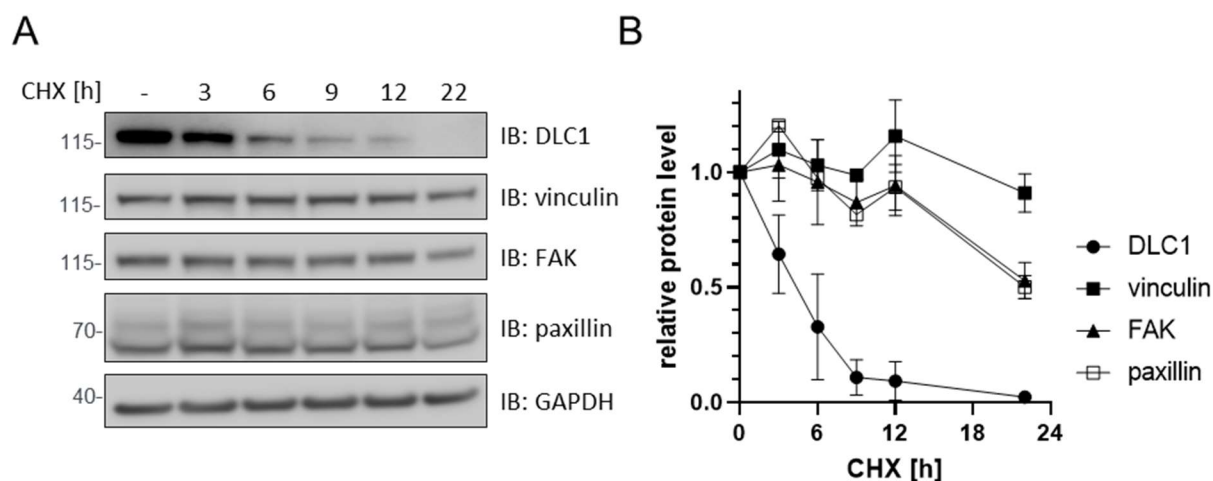 A
CHX [h] - 3 6 9 12 22
115- IB: DLC1
115- IB: vinculin
115- IB: FAK
70- IB: paxillin
40- IB: GAPDH
B
relative protein level
1.0
0.5
0.0
0 6 12 18 24
CHX [h]
DLC1
vinculin
FAK
paxillin